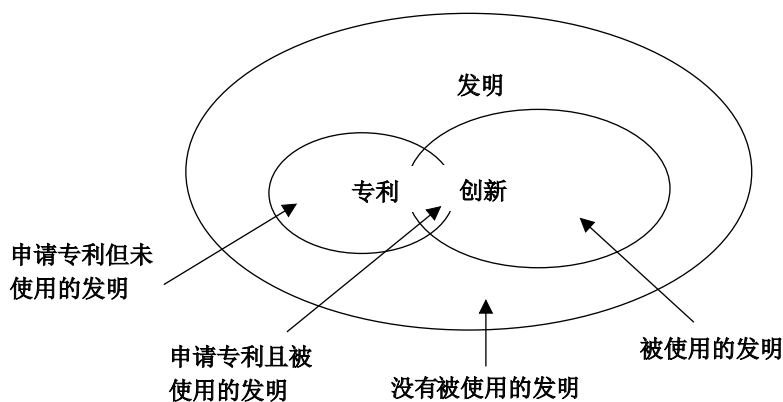 发明
专利
创新
申请专利但未
使用的发明
申请专利且被
使用的发明
没有被使用的发明
被使用的发明